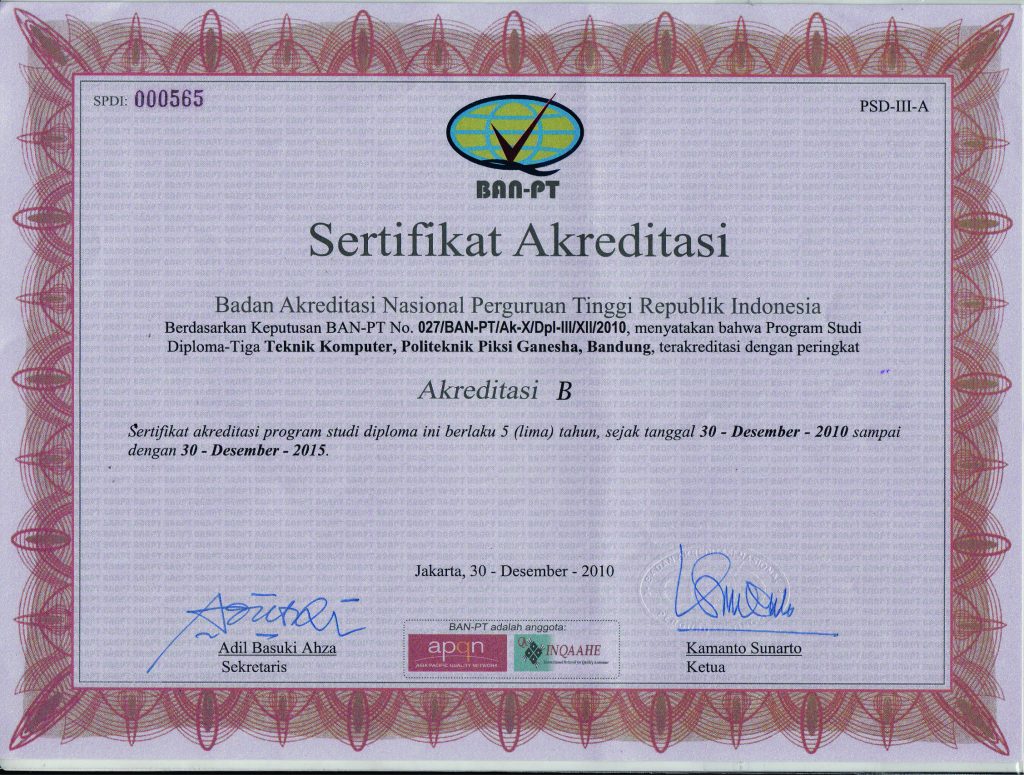 SPDI: 000565
PSD-III-A
BAN-PT
Sertifikat Akreditasi
Badan Akreditasi Nasional Perguruan Tinggi Republik Indonesia
Berdasarkan Keputusan BAN-PT No. 027/BAN-PT/Ak-X/Dpl-III/XII/2010, menyatakan bahwa Program Studi
Diploma-Tiga Teknik Komputer, Politeknik Piksi Ganesha, Bandung, terakreditasi dengan peringkat
Akreditasi B
Sertifikat akreditasi program studi diploma ini berlaku 5 (lima) tahun, sejak tanggal 30 - Desember - 2010 sampai
dengan 30 - Desember - 2015.
Jakarta, 30 - Desember - 2010
Adil Basuki Ahza
Sekretaris
BAN-PT adalah anggota:
apqn
ASIA PACIFIC QUALITY NETWORK
INQAAHE
Kamanto Sunarto
Ketua